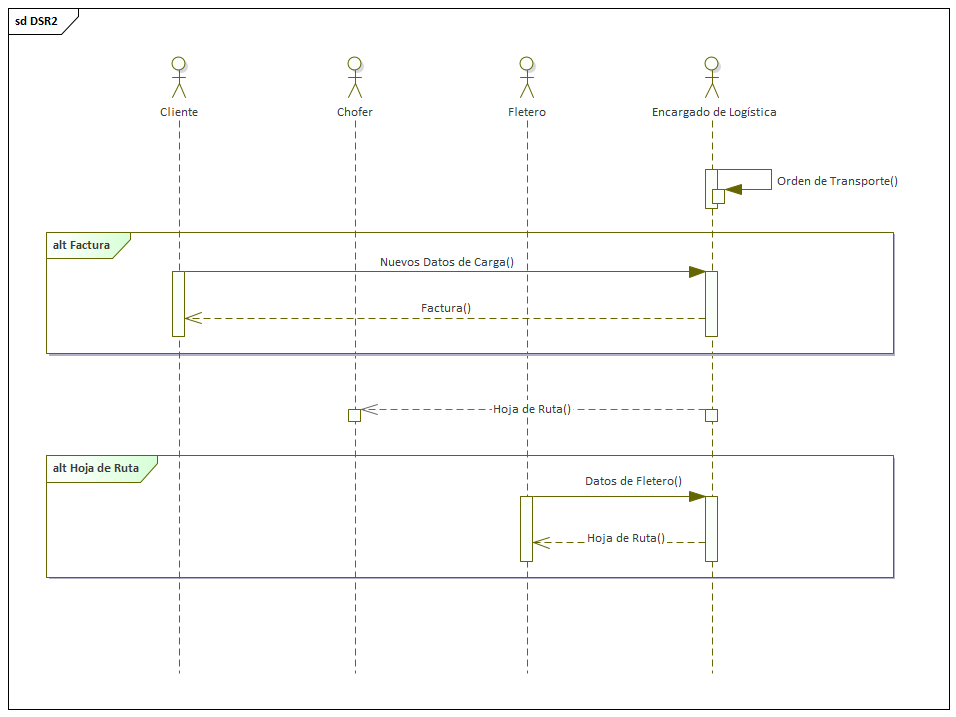 sd DSR2
Cliente
Chofer
Fletero
Encargado de Logística
Orden de Transporte()
alt Factura
Nuevos Datos de Carga()
Factura()
Hoja de Ruta()
alt Hoja de Ruta
Datos de Fletero()
Hoja de Ruta()